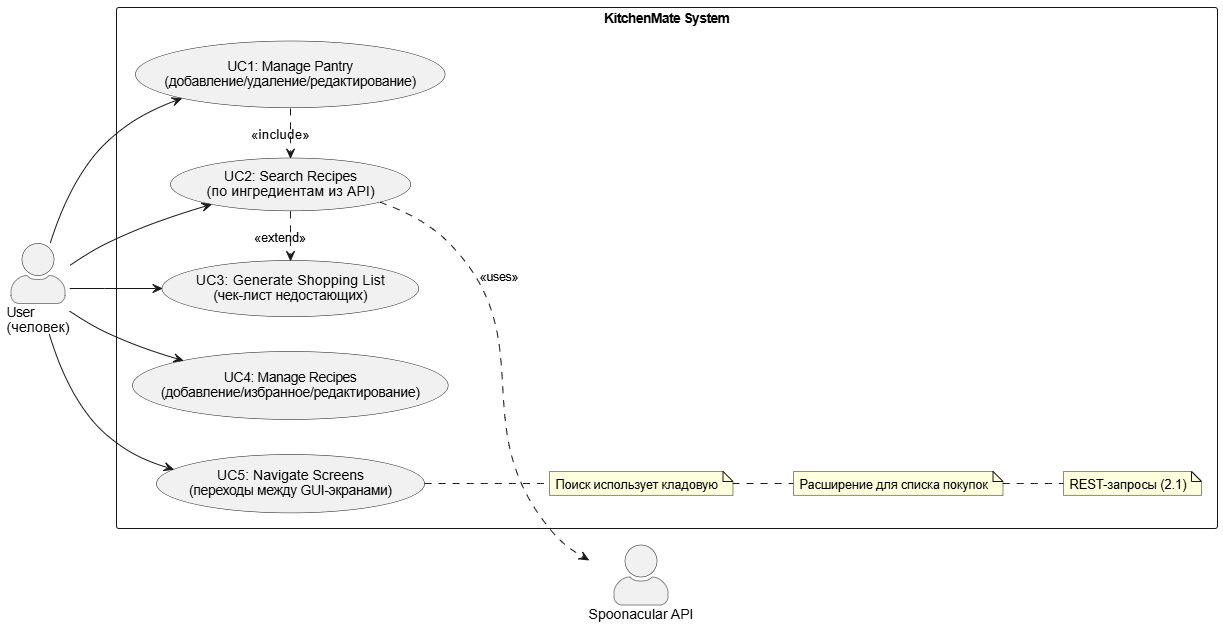 KitchenMate System
UC1: Manage Pantry
(добавление/удаление/редактирование)
«include»
UC2: Search Recipes
(по ингредиентам из API)
«extend»
«uses»
UC3: Generate Shopping List
(чек-лист недостающих)
User
(человек)
UC4: Manage Recipes
(добавление/избранное/редактирование)
UC5: Navigate Screens
(переходы между GUI-экранами)
Поиск использует кладовую
Расширение для списка покупок
REST-запросы (2.1)
Spoonacular API